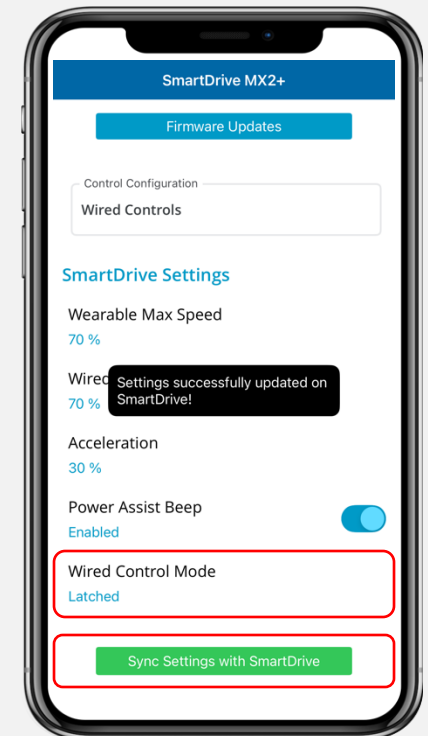 SmartDrive MX2+
Firmware Updates
Control Configuration
Wired Controls
SmartDrive Settings
Wearable Max Speed
70 %
Wired
70 %
Settings successfully updated on
SmartDrive!
Acceleration
30 %
Power Assist Beep
Enabled
Wired Control Mode
Latched
Sync Settings with SmartDrive